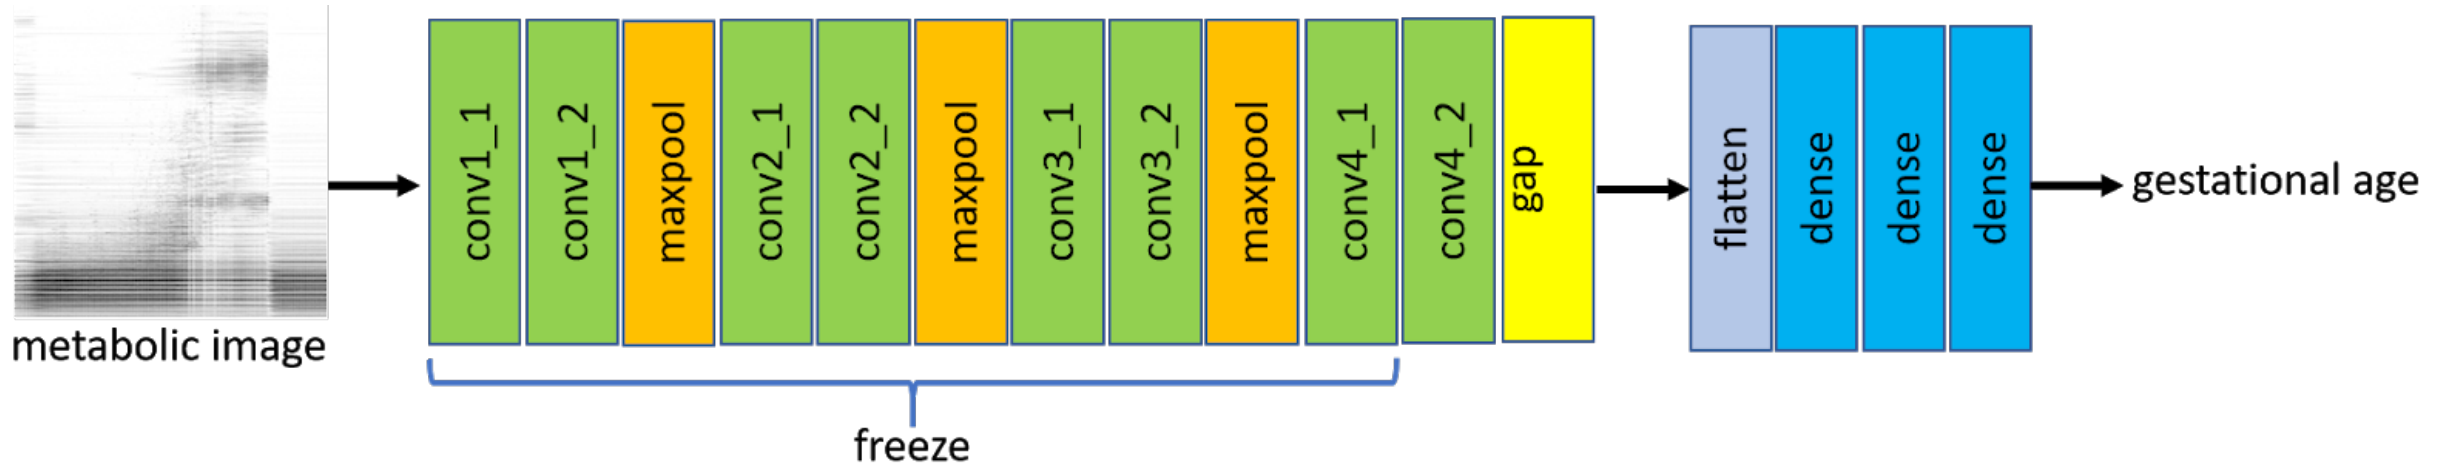 metabolic image
conv1_1
conv1_2
maxpool
conv2_1
conv2_2
maxpool
conv3_1
conv3_2
maxpool
conv4_1
conv4_2
gap
freeze
flatten
dense
dense
dense
gestational age